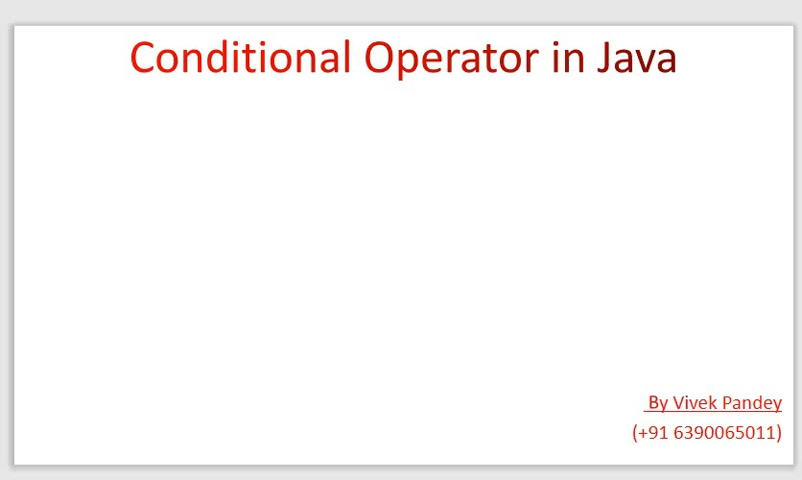 Conditional Operator in Java
By Vivek Pandey
(+91 6390065011)